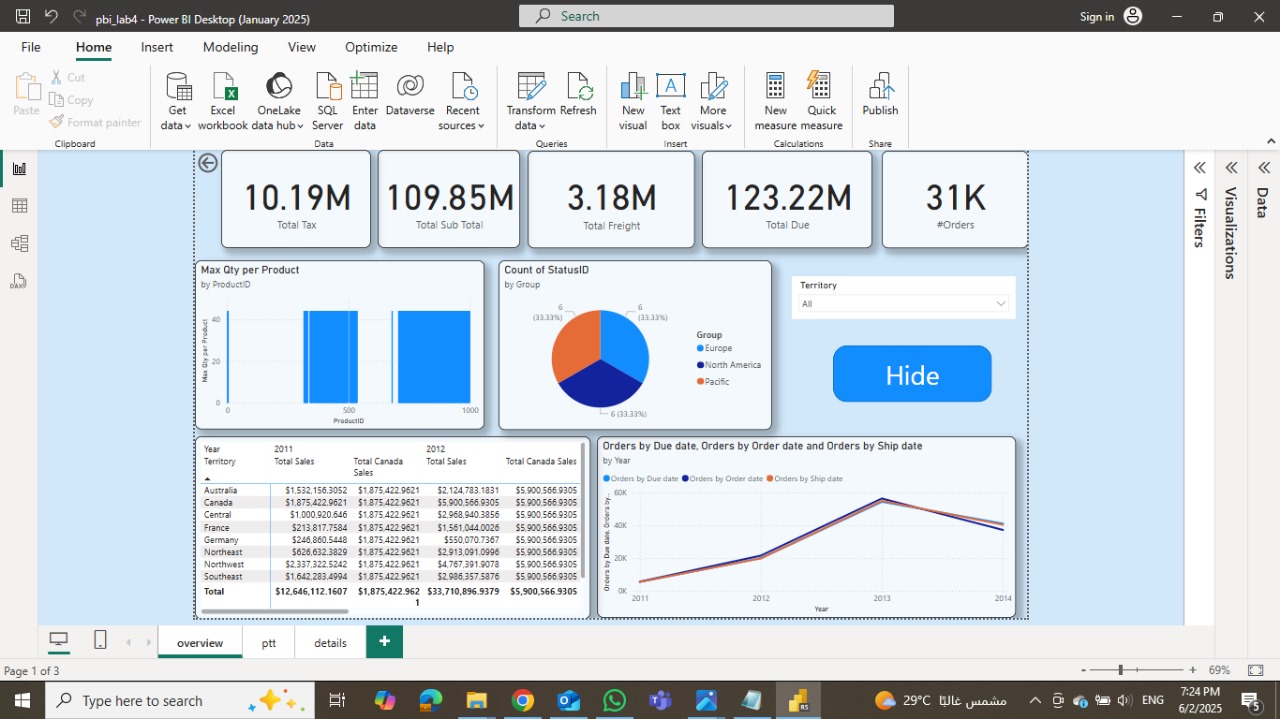 pbi_lab4 - Power BI Desktop (January 2025)
Search
Sign in
File Home Insert Modeling View Optimize Help
Paste
Cut
Copy
Format painter
Clipboard
Get data
Excel workbook
OneLake data hub
SQL Server
Enter data
Dataverse
Recent sources
Data
Transform data
Refresh
Queries
New visual
Text box
More visuals
Insert
New measure
Quick measure
Calculations
Publish
Share
10.19M
Total Tax
109.85M
Total Sub Total
3.18M
Total Freight
123.22M
Total Due
31K
#Orders
Filters
Visualizations
Data
Max Qty per Product
by ProductID
Max Qty per Product
40
20
0
0 500 1000
ProductID
Count of StatusID
by Group
6 (33.33%)
6 (33.33%)
6 (33.33%)
Group
Europe
North America
Pacific
Territory
All
Hide
Year 2011 2012
Territory Total Sales Total Canada Sales Total Sales Total Canada Sales
Australia $1,532,156.3052 $1,875,422.9621 $2,124,783.1831 $5,900,566.9305
Canada $1,875,422.9621 $1,875,422.9621 $5,900,566.9305 $5,900,566.9305
Central $1,000,920.646 $1,875,422.9621 $2,968,940.3856 $5,900,566.9305
France $213,817.7584 $1,875,422.9621 $1,561,044.0026 $5,900,566.9305
Germany $246,860.5448 $1,875,422.9621 $550,070.7367 $5,900,566.9305
Northeast $626,632.3829 $1,875,422.9621 $2,913,091.0996 $5,900,566.9305
Northwest $2,337,322.5242 $1,875,422.9621 $4,767,391.9078 $5,900,566.9305
Southeast $1,642,283.4994 $1,875,422.9621 $2,986,357.5876 $5,900,566.9305
Total $12,646,112.1607 $1,875,422.9621 $33,710,896.9379 $5,900,566.9305
Orders by Due date, Orders by Order date and Orders by Ship date
by Year
Orders by Due date Orders by Order date Orders by Ship date
Orders by Due date, Orders by...
60K
40K
20K
0K
2011 2012 2013 2014
Year
overview ptt details +
Page 1 of 3
- + 69%
Type here to search
29°C مشمس غالبًا
ENG
7:24 PM
6/2/2025
5